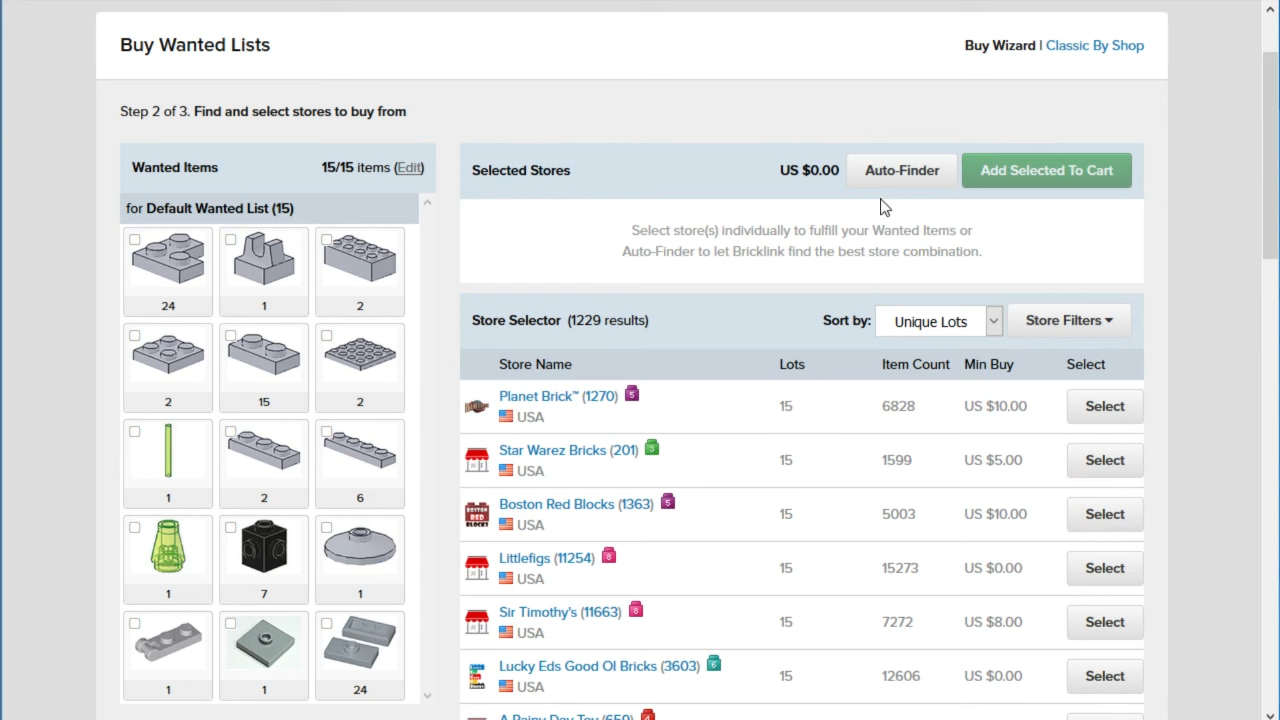 Buy Wanted Lists
Buy Wizard | Classic By Shop
Step 2 of 3. Find and select stores to buy from
Wanted Items 15/15 items (Edit)
for Default Wanted List (15)
24 1 2
2 15 2
1 2 6
1 7 1
1 1 24
Selected Stores US $0.00 Auto-Finder Add Selected To Cart
Select store(s) individually to fulfill your Wanted Items or
Auto-Finder to let Bricklink find the best store combination.
Store Selector (1229 results) Sort by: Unique Lots Store Filters
Store Name Lots Item Count Min Buy Select
Planet Brick™ (1270) 5
USA 15 6828 US $10.00 Select
Star Warez Bricks (201) 3
USA 15 1599 US $5.00 Select
Boston Red Blocks (1363) 5
USA 15 5003 US $10.00 Select
BOSTON
RED
BLOCKS
Littlefigs (11254) 8
USA 15 15273 US $0.00 Select
Sir Timothy's (11663) 8
USA 15 7272 US $8.00 Select
Lucky Eds Good Ol Bricks (3603) 6
USA 15 12606 US $0.00 Select
A Rainy Day Toy (659) 4